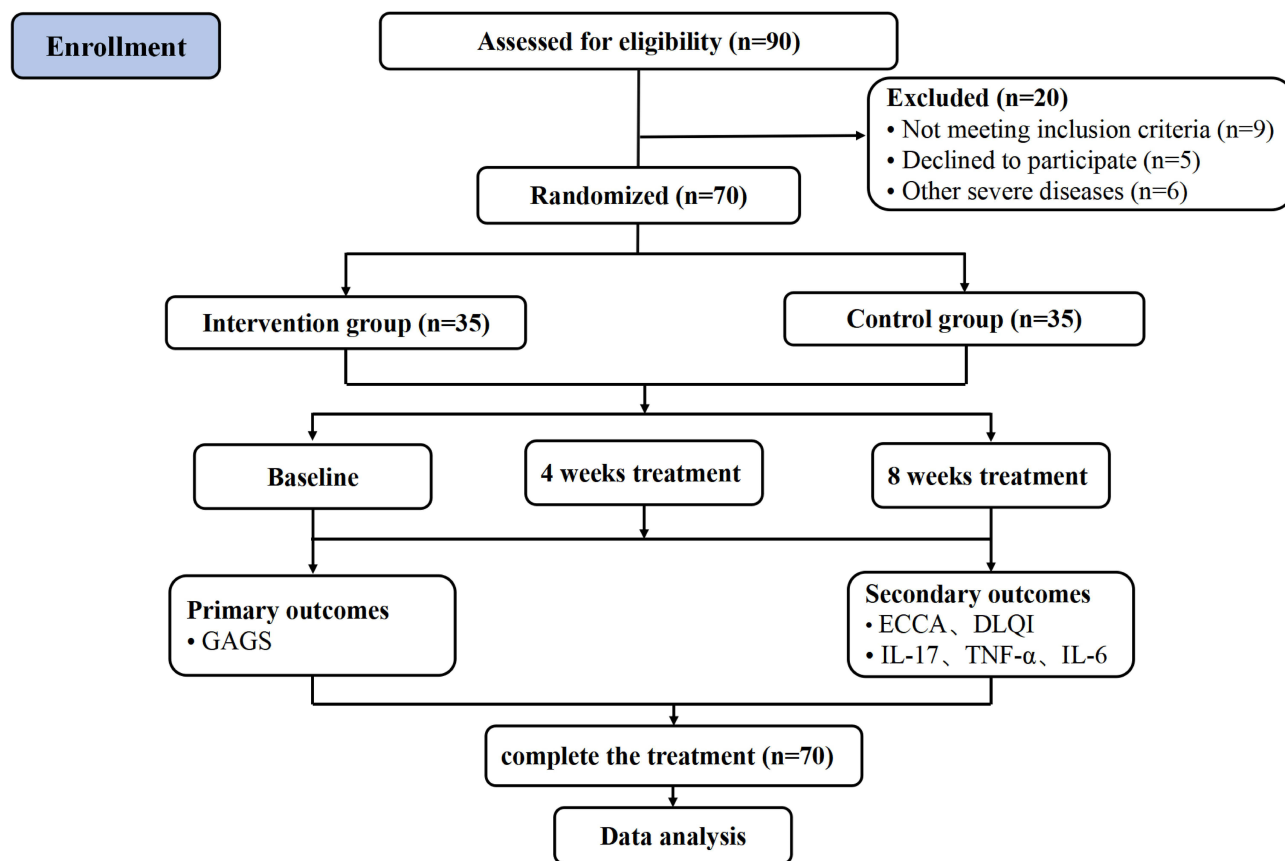 Enrollment
Assessed for eligibility (n=90)
Excluded (n=20)
• Not meeting inclusion criteria (n=9)
• Declined to participate (n=5)
• Other severe diseases (n=6)
Randomized (n=70)
Intervention group (n=35)
Control group (n=35)
Baseline
4 weeks treatment
8 weeks treatment
Primary outcomes
• GAGS
Secondary outcomes
• ECCA、DLQI
• IL-17、TNF-α、IL-6
complete the treatment (n=70)
Data analysis